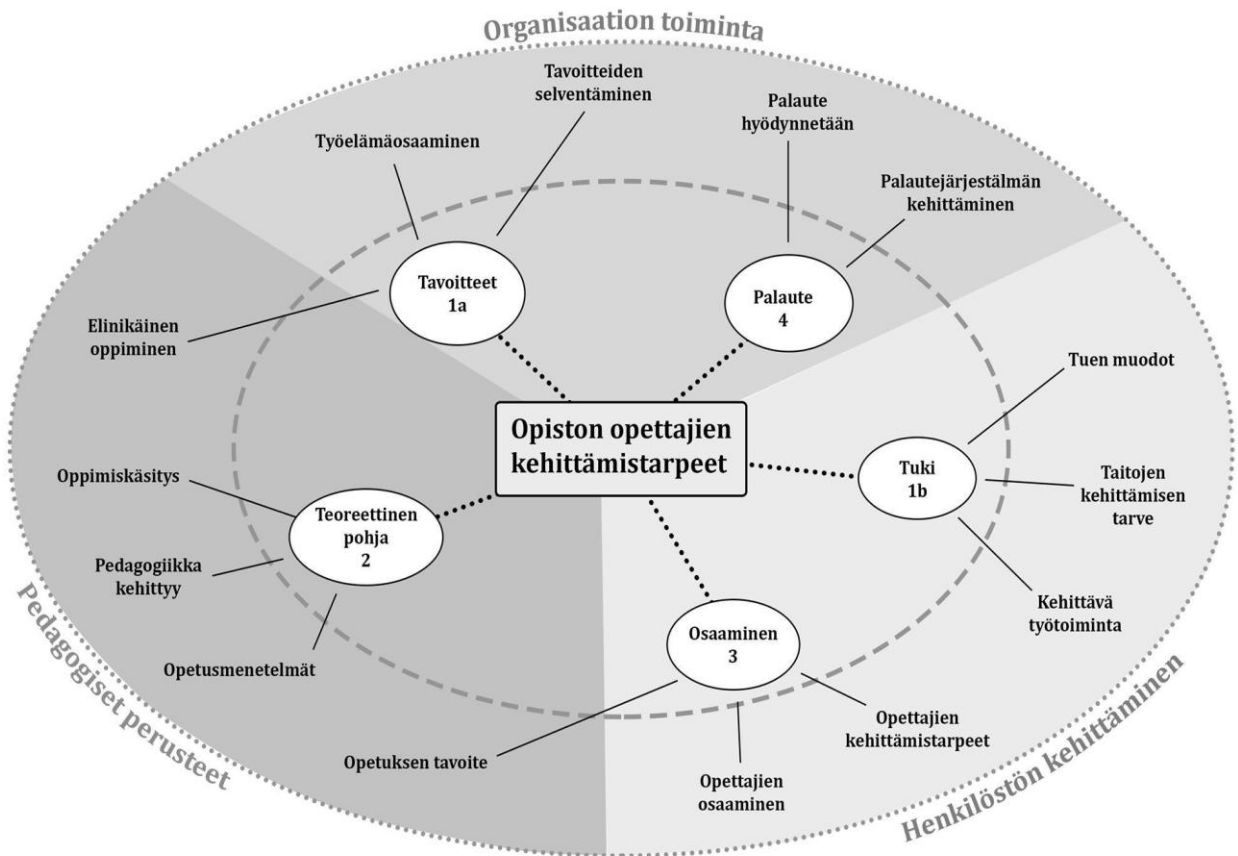 Organisaation toiminta
Tavoitteiden
selventäminen
Työelämäosaaminen
Palaute
hyödynnetään
Palautejärjestälmän
kehittäminen
Tavoitteet
1a
Palaute
4
Elinikäinen
oppiminen
Tuen muodot
Opiston opettajien
kehittämistarpeet
Tuki
1b
Taitojen
kehittämisen
tarve
Oppimiskäsitys
Teoreettinen
pohja
2
Pedagogiikka
kehittyy
Kehittävä
työtoiminta
Osaaminen
3
Opetusmenetelmät
Opetuksen tavoite
Opettajien
kehittämistarpeet
Opettajien
osaaminen
Pedagogiset perusteet
Henkilöstön kehittäminen